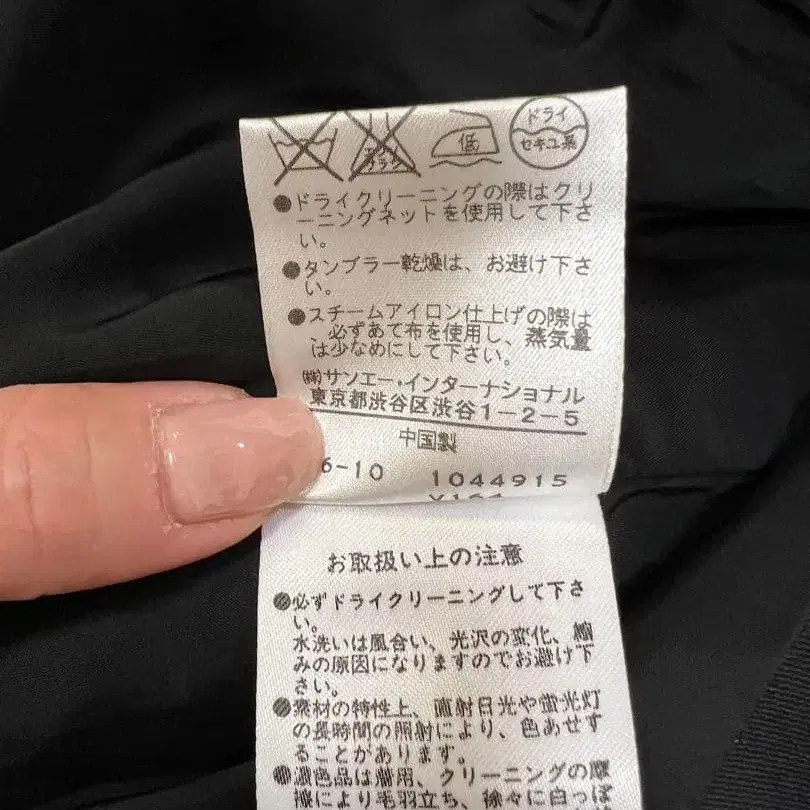 エンソ サラシ 低 ドライ
セキユ系
●ドライクリーニングの際はクリ
ーニングネットを使用して下さ
い。
●タンブラー乾燥は、お避け下さ
い。
●スチームアイロン仕上げの際は
必ずあて布を使用し、蒸気量
は少なめにして下さい。
㈱サンエー・インターナショナル
東京都渋谷区渋谷1-2-5
中国製
6-10 1044915
お取扱い上の注意
●必ずドライクリーニングして下さ
い。
水洗いは風合い、光沢の変化、縮
みの原因になりますのでお避け下
さい。
●素材の特性上、直射日光や蛍光灯
の長時間の照射により、色あせす
ることがあります。
●濃色品は着用、クリーニングの摩
擦により毛羽立ち、徐々に白っぽ